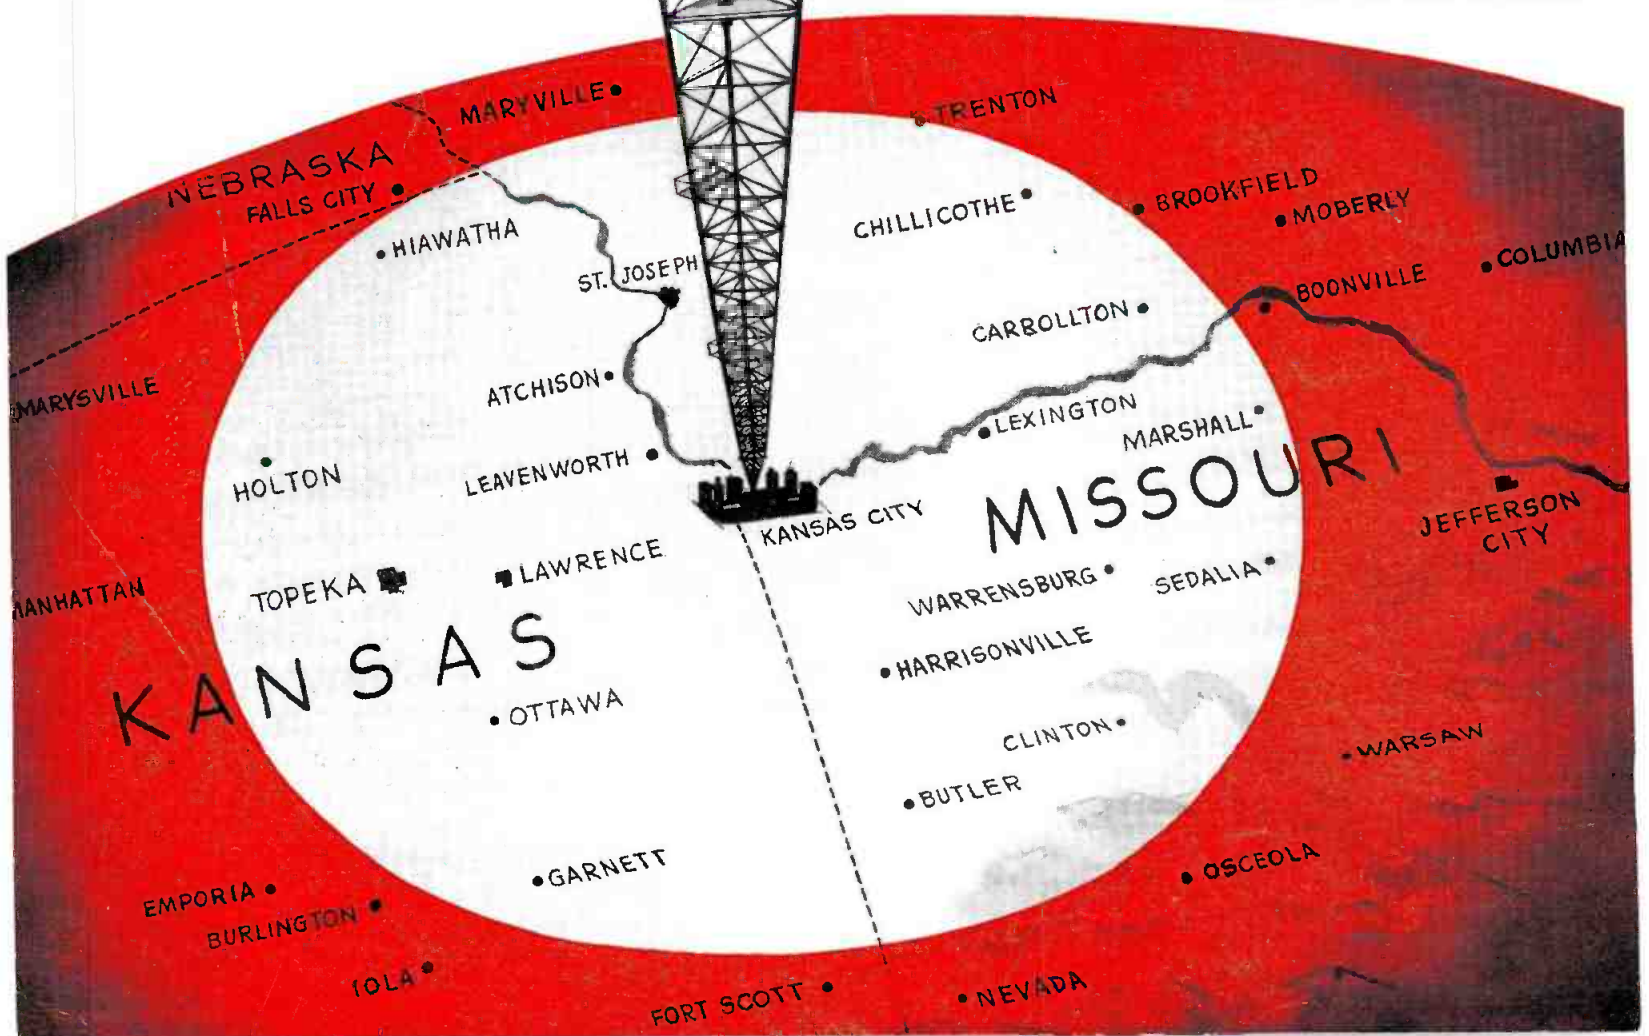 MARYVILLE
TRENTON
NEBRASKA
FALLS CITY
BROOKFIELD
MOBERLY
CHILLICOTHE
HIAWATHA
COLUMBIA
ST. JOSEPH
BOONVILLE
CARROLLTON
MARYSVILLE
ATCHISON
LEXINGTON
MARSHALL
LEAVENWORTH
HOLTON
MISSOURI
KANSAS CITY
JEFFERSON
CITY
LAWRENCE
TOPEKA
MANHATTAN
WARRENSBURG
SEDALIA
HARRISONVILLE
KANSAS
OTTAWA
CLINTON
WARSAW
BUTLER
GARNETT
OSCEOLA
EMPORIA
BURLINGTON
IOLA
FORT SCOTT
NEVADA